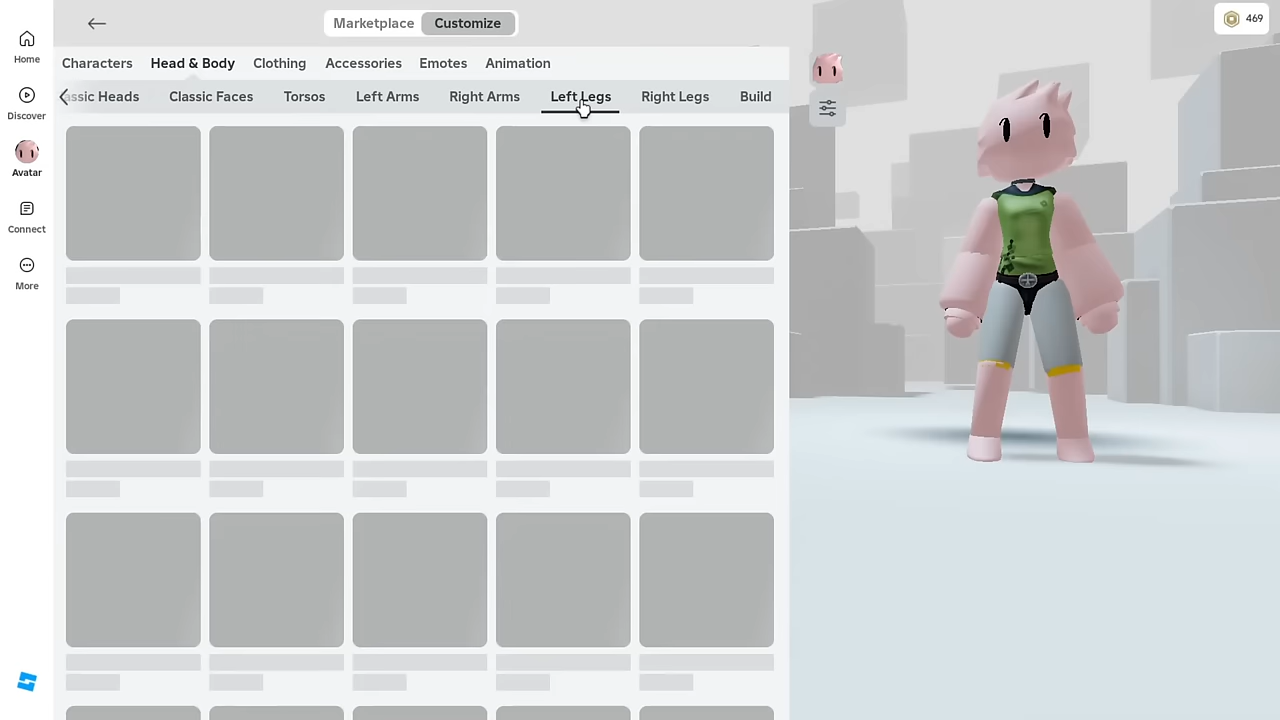 Marketplace Customize
469
Home
Discover
Avatar
Connect
More
Characters Head & Body Clothing Accessories Emotes Animation
assic Heads Classic Faces Torsos Left Arms Right Arms Left Legs Right Legs Build